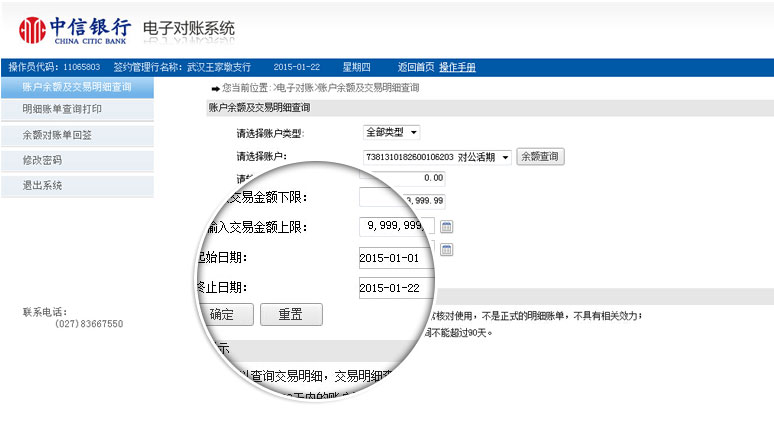 中信银行 电子对账系统
CHINA CITIC BANK
操作员代码：11065803 签约管理行名称：武汉王家墩支行 2015-01-22 星期四 返回首页 操作手册
账户余额及交易明细查询
明细账单查询打印
余额对账单回签
修改密码
退出系统
联系电话：
(027)83667550
您当前位置：>电子对账>账户余额及交易明细查询
账户余额及交易明细查询
请选择账户类型： 全部类型
请选择账户： 7381310182600106203 对公活期 余额查询
0.00
交易金额下限： 9,999.99
输入交易金额上限： 9,999,999.
起始日期： 2015-01-01
终止日期： 2015-01-22
确定 重置
示
核对使用，不是正式的明细账单，不具有相关效力；
间不能超过90天。
以查询交易明细，交易明细查
天内的账户